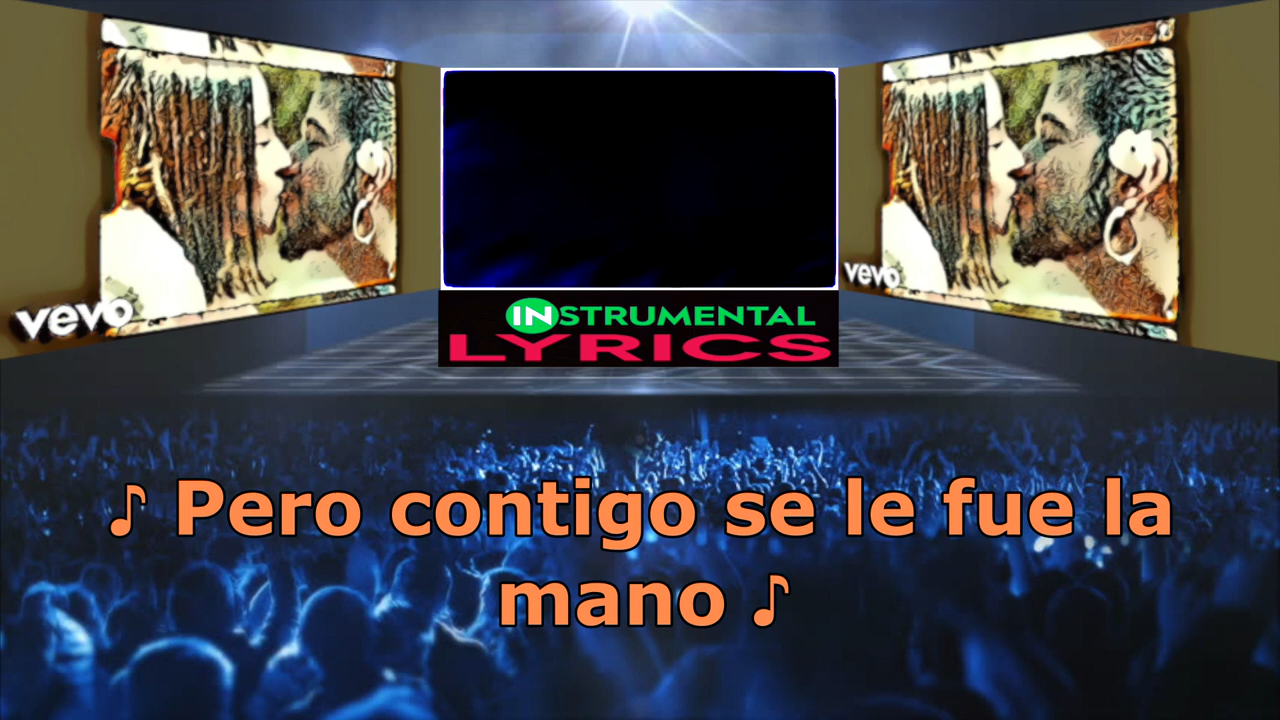 vevo
vevo
INSTRUMENTAL
LYRICS
♪ Pero contigo se le fue la
mano ♪